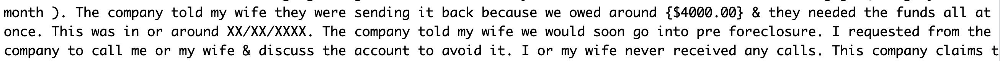 month ). The company told my wife they were sending it back because we owed around {$4000.00} & they needed the funds all at
once. This was in or around XX/XX/XXXX. The company told my wife we would soon go into pre foreclosure. I requested from the
company to call me or my wife & discuss the account to avoid it. I or my wife never received any calls. This company claims t